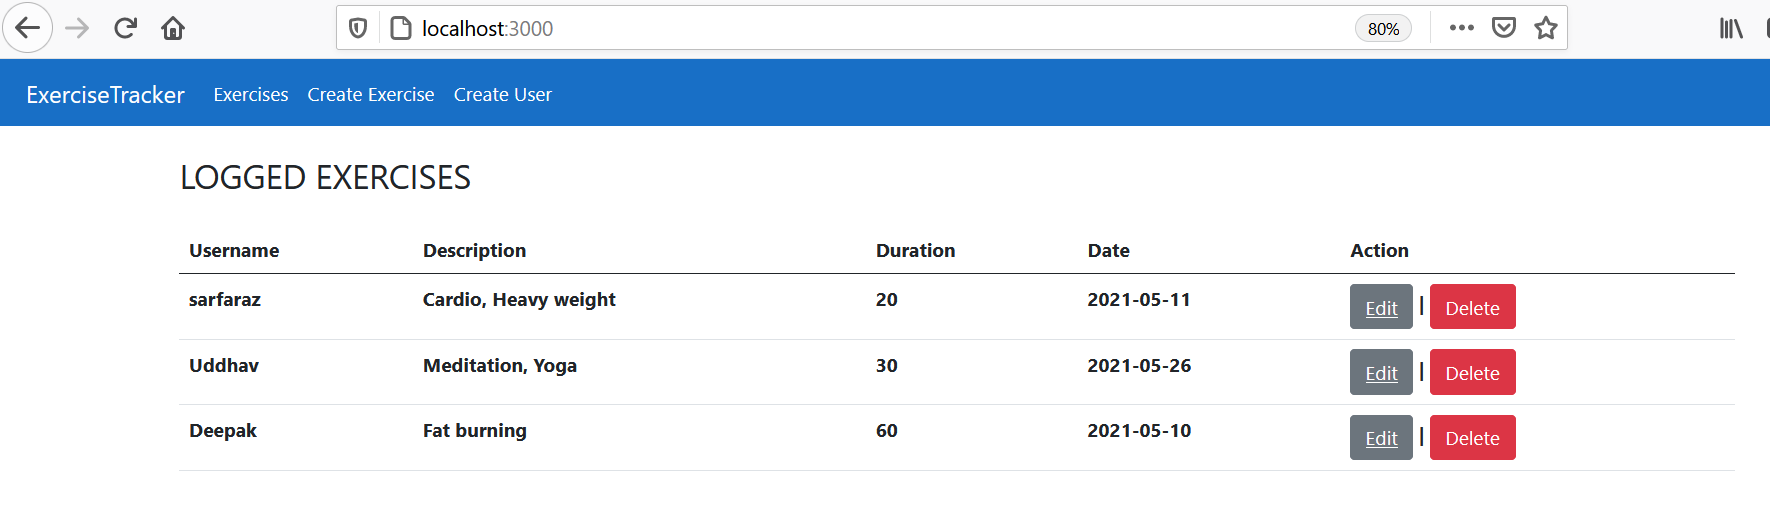 localhost:3000 80%
ExerciseTracker Exercises Create Exercise Create User
LOGGED EXERCISES
Username Description Duration Date Action
sarfaraz Cardio, Heavy weight 20 2021-05-11 Edit | Delete
Uddhav Meditation, Yoga 30 2021-05-26 Edit | Delete
Deepak Fat burning 60 2021-05-10 Edit | Delete